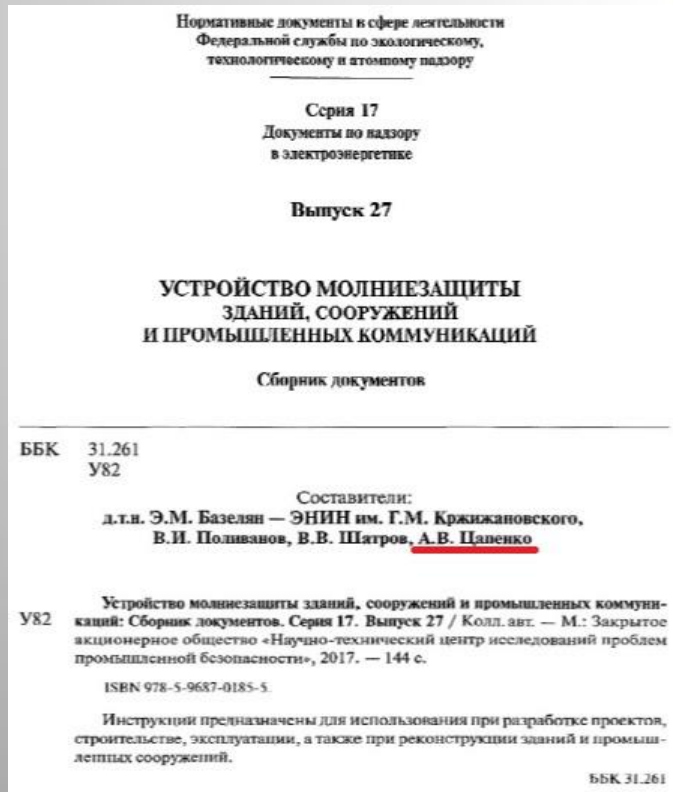 Нормативные документы в сфере деятельности
Федеральной службы по экологическому,
технологическому и атомному надзору
Серия 17
Документы по надзору
в электроэнергетике
Выпуск 27
УСТРОЙСТВО МОЛНИЕЗАЩИТЫ
ЗДАНИЙ, СООРУЖЕНИЙ
И ПРОМЫШЛЕННЫХ КОММУНИКАЦИЙ
Сборник документов
ББК 31.261
У82
Составители:
д.т.н. Э.М. Базелян — ЭНИН им. Г.М. Кржижановского,
В.И. Поливанов, В.В. Шатров, А.В. Цапенко
Устройство молниезащиты зданий, сооружений и промышленных коммуни-
У82 каций: Сборник документов. Серия 17. Выпуск 27 / Колл. авт. — М.: Закрытое
акционерное общество «Научно-технический центр исследований проблем
промышленной безопасности», 2017. — 144 с.
ISBN 978-5-9687-0185-5.
Инструкции предназначены для использования при разработке проектов,
строительстве, эксплуатации, а также при реконструкции зданий и промыш-
ленных сооружений.
ББК 31.261